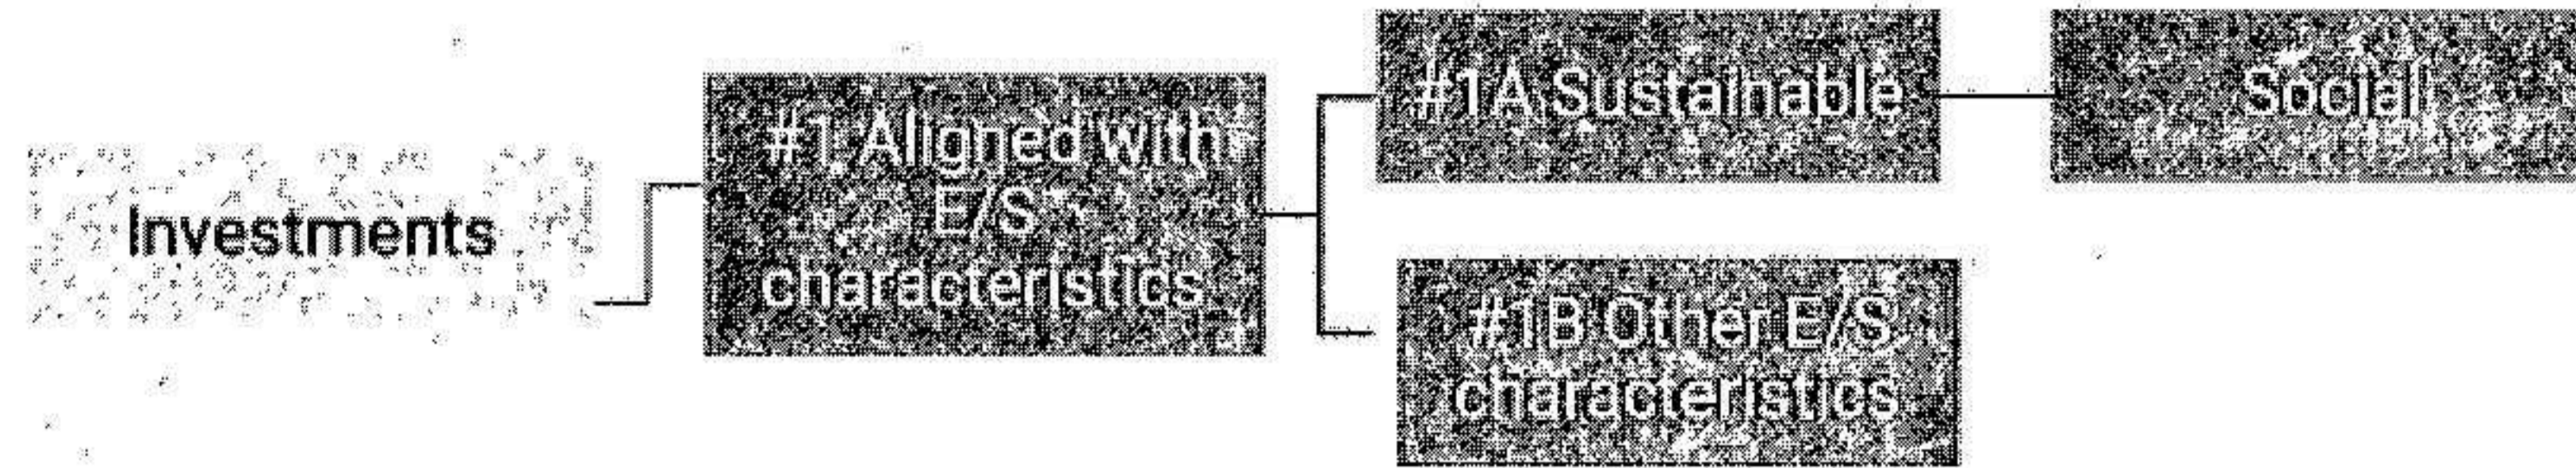 Investments
#1 Aligned with
E/S
characteristics
#1A Sustainable
Social
#1B Other E/S
characteristics